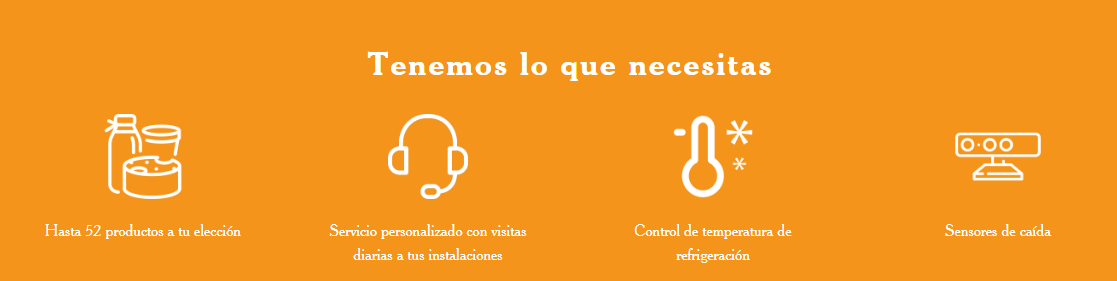 Tenemos lo que necesitas
Hasta 52 productos a tu elección
Servicio personalizado con visitas
diarias a tus instalaciones
Control de temperatura de
refrigeración
Sensores de caída